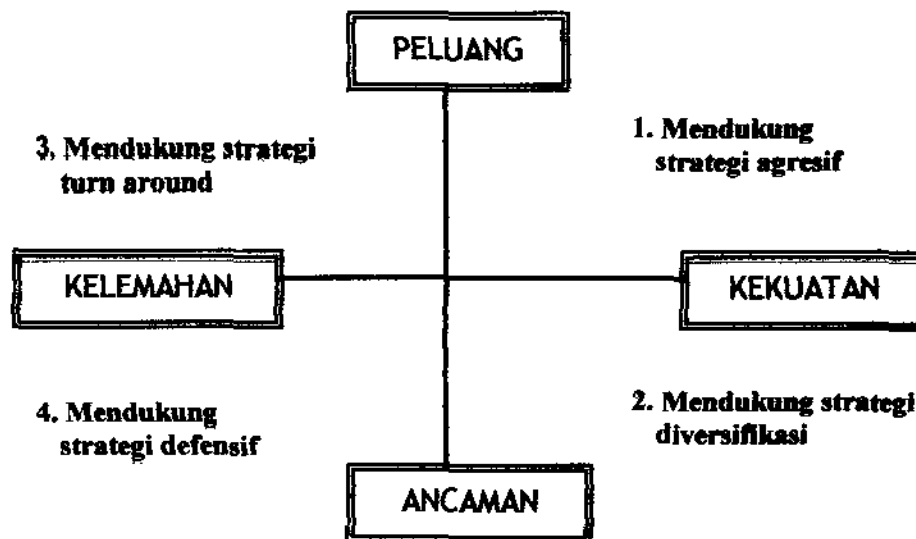 PELUANG
3. Mendukung strategi
turn around
1. Mendukung
strategi agresif
KELEMAHAN
KEKUATAN
4. Mendukung
strategi defensif
2. Mendukung strategi
diversifikasi
ANCAMAN